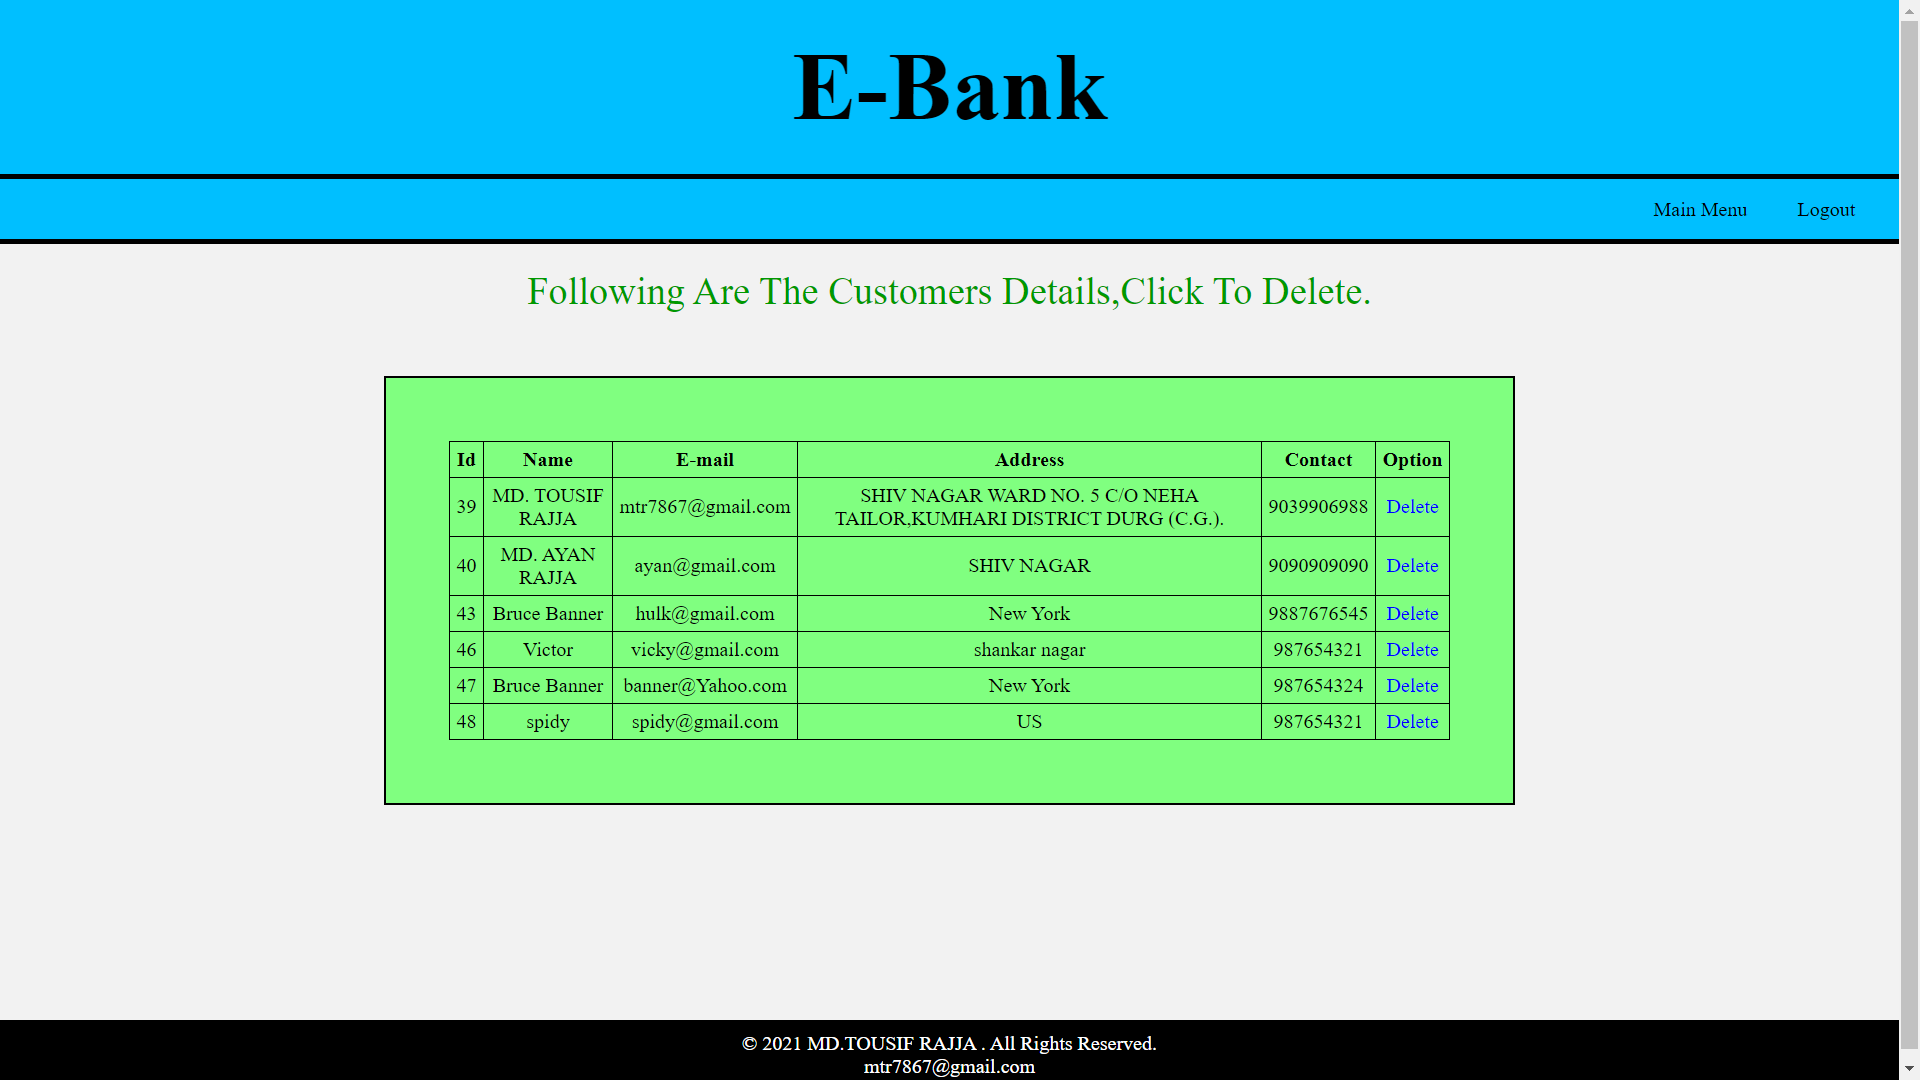 E-Bank
Main Menu Logout
Following Are The Customers Details,Click To Delete.
Id Name E-mail Address Contact Option
39 MD. TOUSIF RAJJA mtr7867@gmail.com SHIV NAGAR WARD NO. 5 C/O NEHA TAILOR,KUMHARI DISTRICT DURG (C.G.). 9039906988 Delete
40 MD. AYAN RAJJA ayan@gmail.com SHIV NAGAR 9090909090 Delete
43 Bruce Banner hulk@gmail.com New York 9887676545 Delete
46 Victor vicky@gmail.com shankar nagar 987654321 Delete
47 Bruce Banner banner@Yahoo.com New York 987654324 Delete
48 spidy spidy@gmail.com US 987654321 Delete
© 2021 MD.TOUSIF RAJJA . All Rights Reserved.
mtr7867@gmail.com